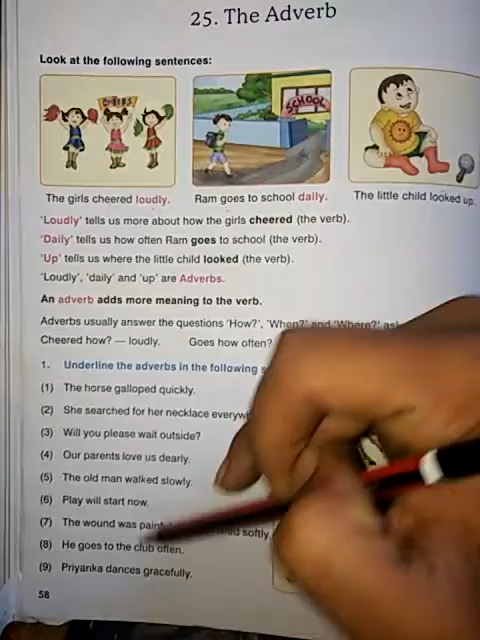 25. The Adverb
Look at the following sentences:
CHEERS
SCHOOL
The girls cheered loudly. Ram goes to school daily. The little child looked up.
'Loudly' tells us more about how the girls cheered (the verb).
'Daily' tells us how often Ram goes to school (the verb).
'Up' tells us where the little child looked (the verb).
'Loudly', 'daily' and 'up' are Adverbs.
An adverb adds more meaning to the verb.
Adverbs usually answer the questions 'How?', 'When?' and 'Where?'
Cheered how? — loudly. Goes how often?
1. Underline the adverbs in the following
(1) The horse galloped quickly.
(2) She searched for her necklace
(3) Will you please wait outside?
(4) Our parents love us dearly.
(5) The old man walked slowly.
(6) Play will start now.
(7) The wound was softly.
(8) He goes to the club often.
(9) Priyanka dances gracefully.
58